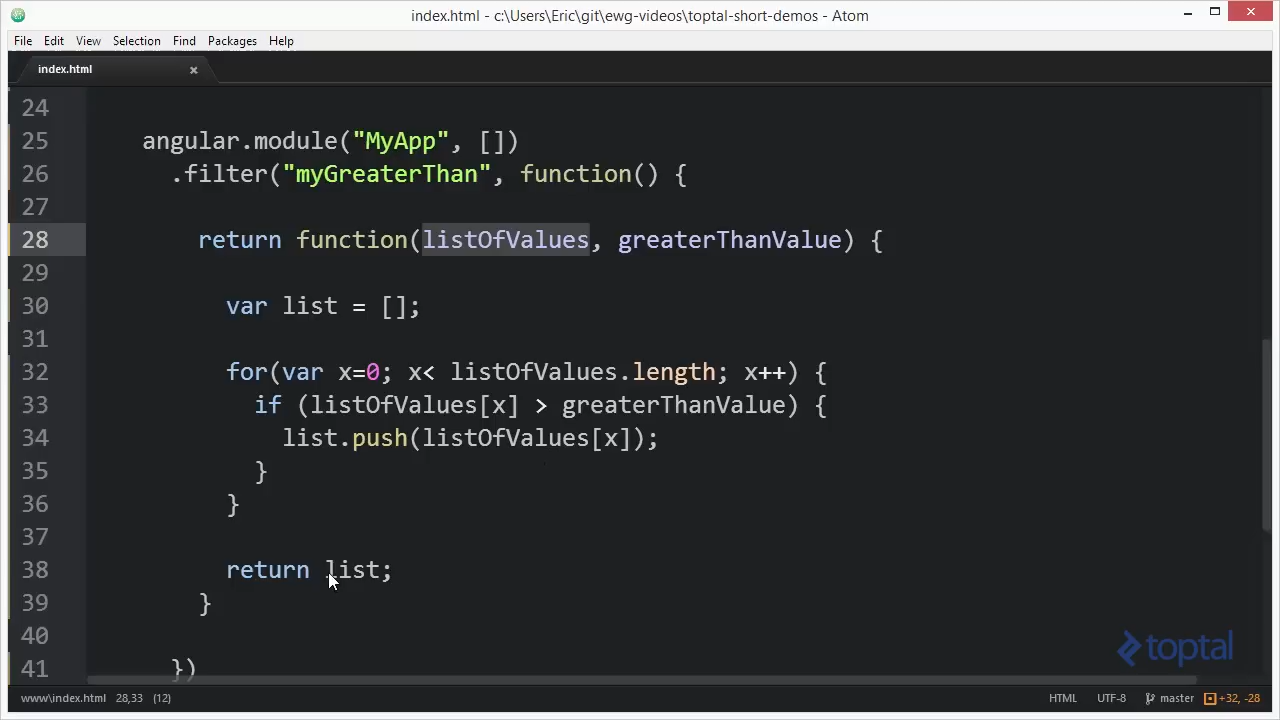 index.html - c:\Users\Eric\git\ewg-videos\toptal-short-demos - Atom
File Edit View Selection Find Packages Help
index.html
24
25 angular.module("MyApp", [])
26 .filter("myGreaterThan", function() {
27
28 return function(listOfValues, greaterThanValue) {
29
30 var list = [];
31
32 for(var x=0; x< listOfValues.length; x++) {
33 if (listOfValues[x] > greaterThanValue) {
34 list.push(listOfValues[x]);
35 }
36 }
37
38 return list;
39 }
40
41 })
toptal
www\index.html 28,33 (12) HTML UTF-8 master +32, -28